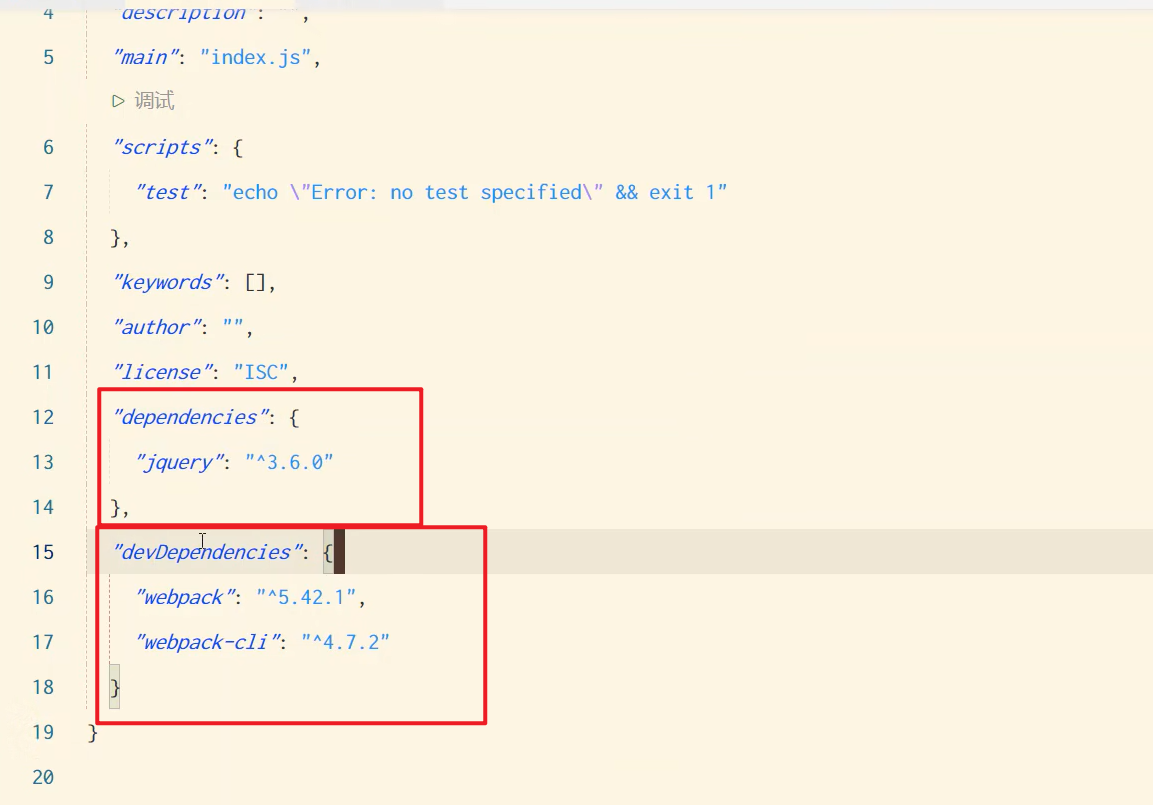 4 "description": "",
5 "main": "index.js",
调试
6 "scripts": {
7 "test": "echo \"Error: no test specified\" && exit 1"
8 },
9 "keywords": [],
10 "author": "",
11 "license": "ISC",
12 "dependencies": {
13 "jquery": "^3.6.0"
14 },
15 "devDependencies": {
16 "webpack": "^5.42.1",
17 "webpack-cli": "^4.7.2"
18 }
19 }
20